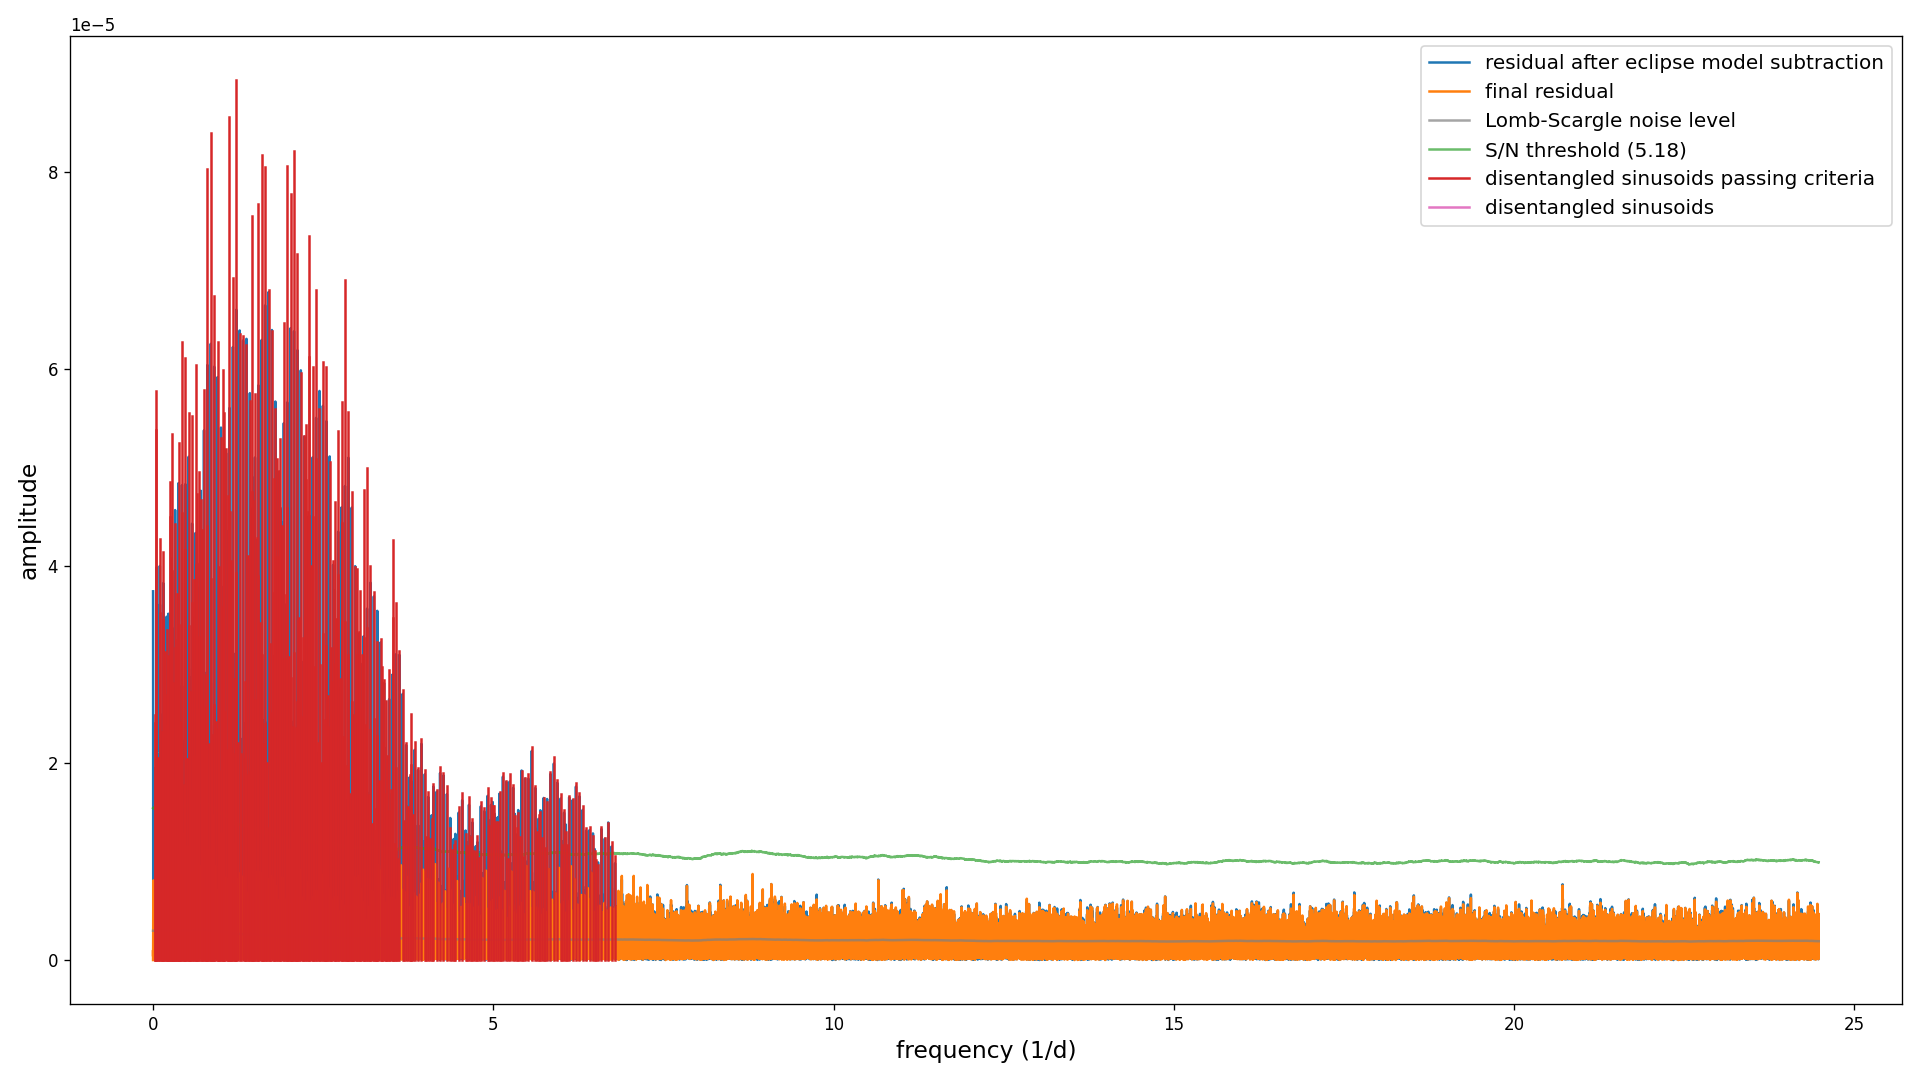 1e−5
residual after eclipse model subtraction
final residual
Lomb-Scargle noise level
S/N threshold (5.18)
disentangled sinusoids passing criteria
disentangled sinusoids
8
6
4
2
0
amplitude
0 5 10 15 20 25
frequency (1/d)